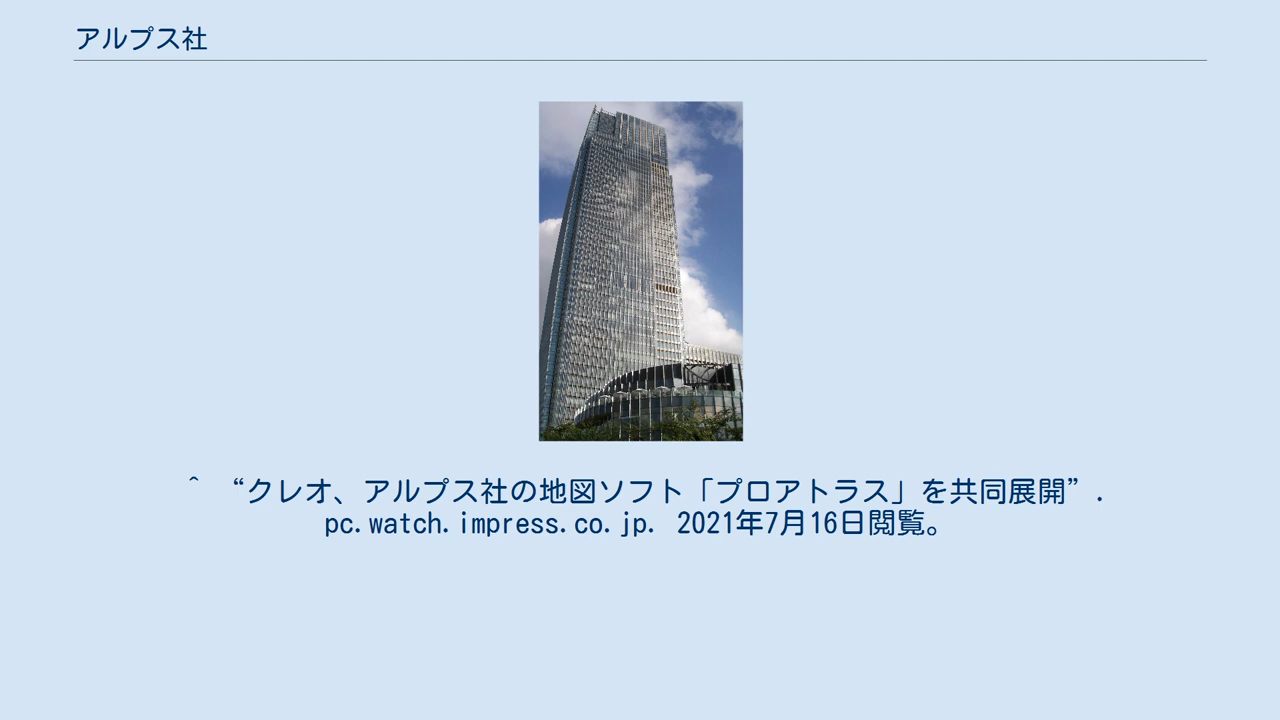 アルプス社
^ “クレオ、アルプス社の地図ソフト「プロアトラス」を共同展開”.
pc.watch.impress.co.jp. 2021年7月16日閲覧。